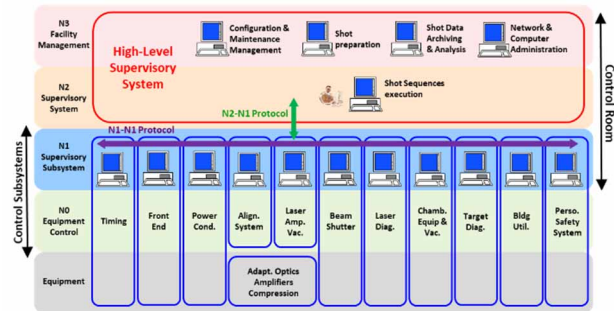 N3
Facility
Management
High-Level
Supervisory
System
Configuration &
Maintenance
Management
Shot
preparation
Shot Data
Archiving
& Analysis
Network &
Computer
Administration
N2
Supervisory
System
Shot Sequences
execution
N2-N1 Protocol
Control Room
N1-N1 Protocol
N1
Supervisory
Subsystem
Control Subsystems
N0
Equipment
Control
Timing
Front
End
Power
Cond.
Align.
System
Laser
Amp.
Vac.
Beam
Shutter
Laser
Diag.
Chamb.
Equip &
Vac.
Target
Diag.
Bldg
Util.
Perso.
Safety
System
Equipment
Adapt. Optics
Amplifiers
Compression